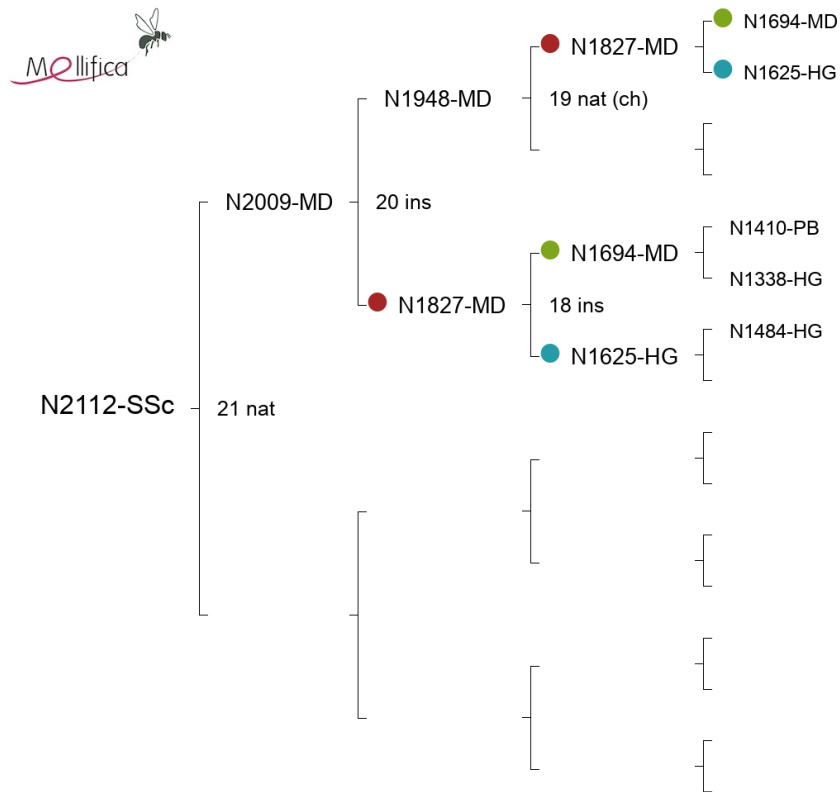 Mellifica
N1694-MD
N1827-MD
N1625-HG
N1948-MD
19 nat (ch)
N2009-MD
20 ins
N1410-PB
N1694-MD
N1338-HG
N1827-MD
18 ins
N1484-HG
N1625-HG
N2112-SSc
21 nat